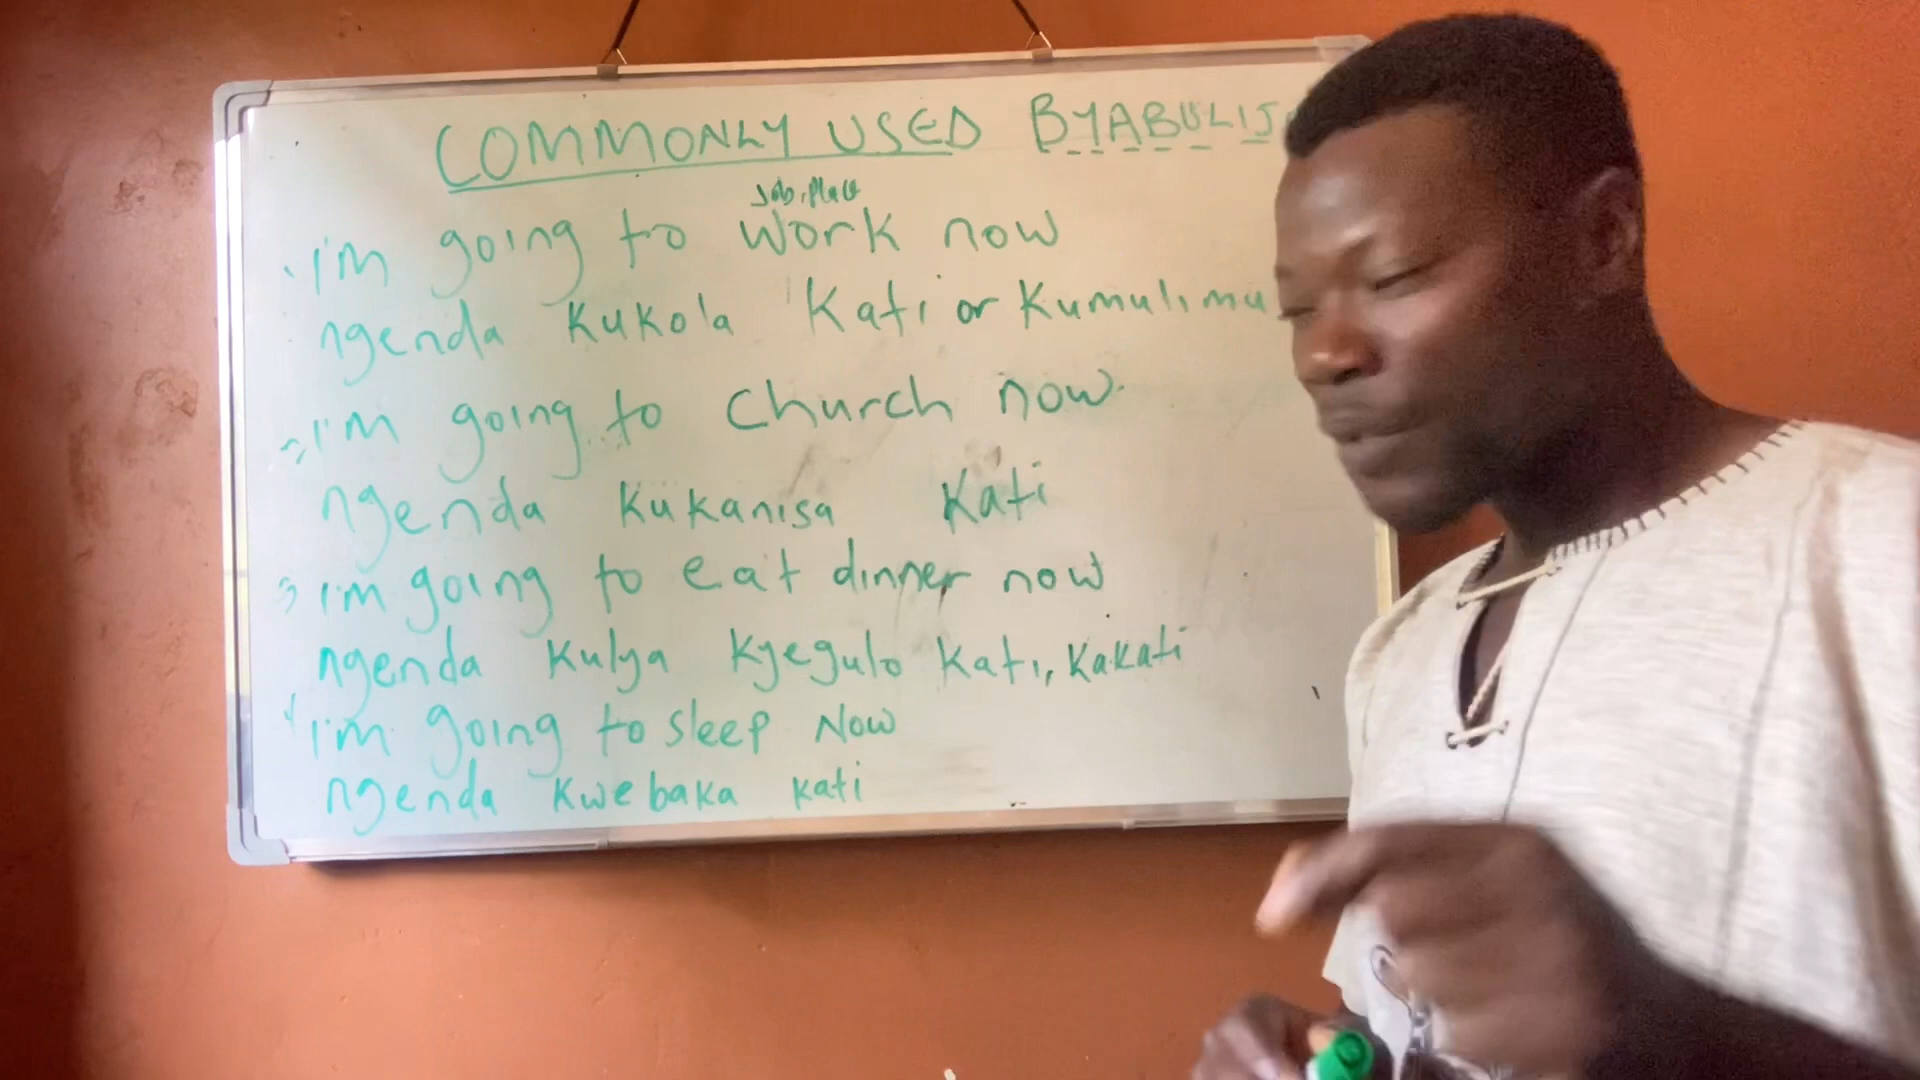 COMMONLY USED BYABULIJ
Job, Place
I'm going to work now
ngenda kukola kati or kumulimu
2 I'm going to church now.
ngenda kukanisa kati
3 I'm going to eat dinner now
ngenda kulya kyegulo kati, kakati
4 I'm going to sleep Now
ngenda kwebaka kati